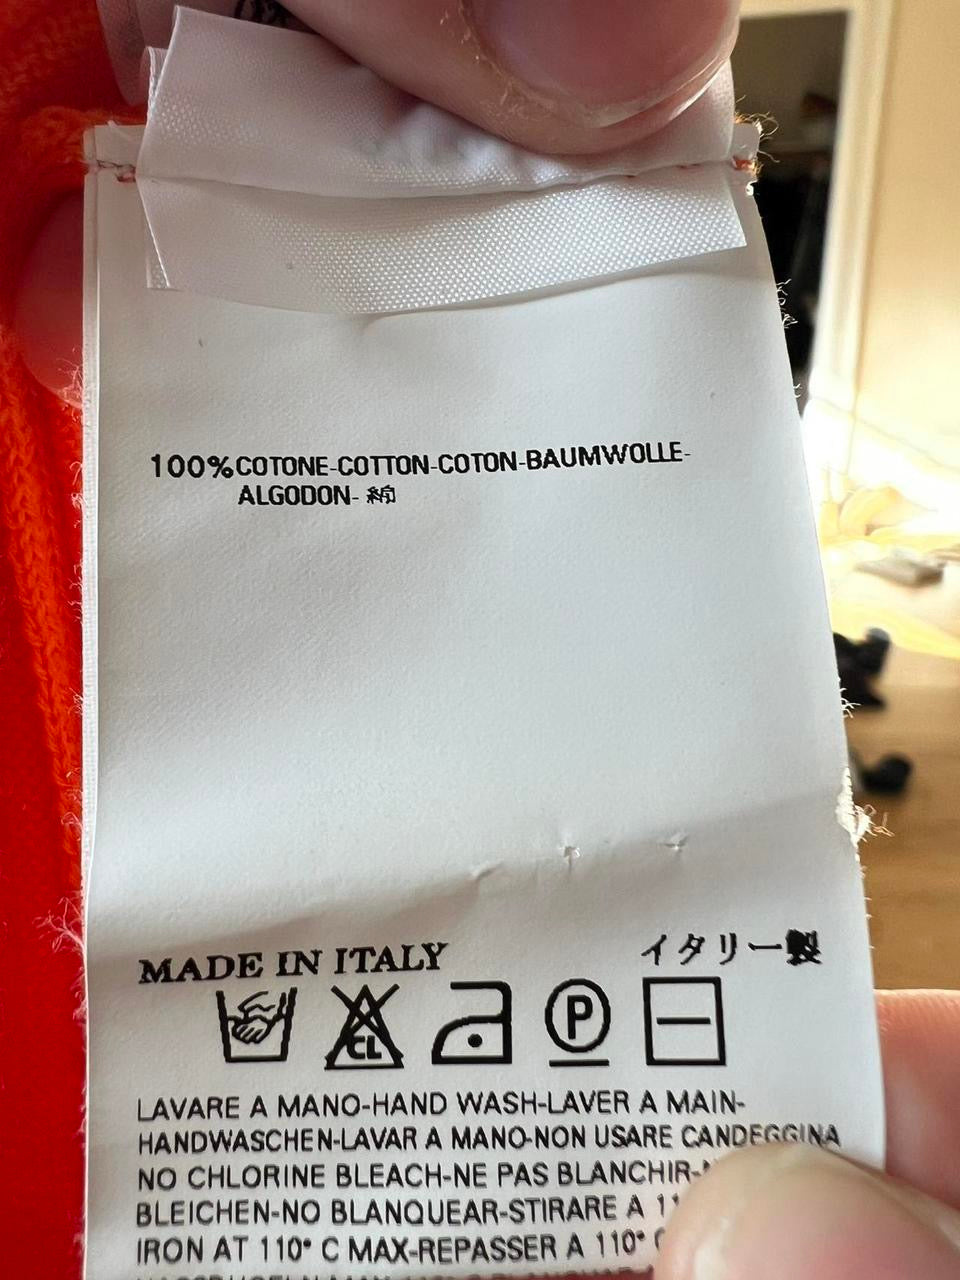 100%COTONE-COTTON-COTON-BAUMWOLLE-
ALGODON- 綿
MADE IN ITALY
イタリー製
CL
P
LAVARE A MANO-HAND WASH-LAVER A MAIN-
HANDWASCHEN-LAVAR A MANO-NON USARE CANDEGGINA
NO CHLORINE BLEACH-NE PAS BLANCHIR-
BLEICHEN-NO BLANQUEAR-STIRARE A
IRON AT 110° C MAX-REPASSER A 110°